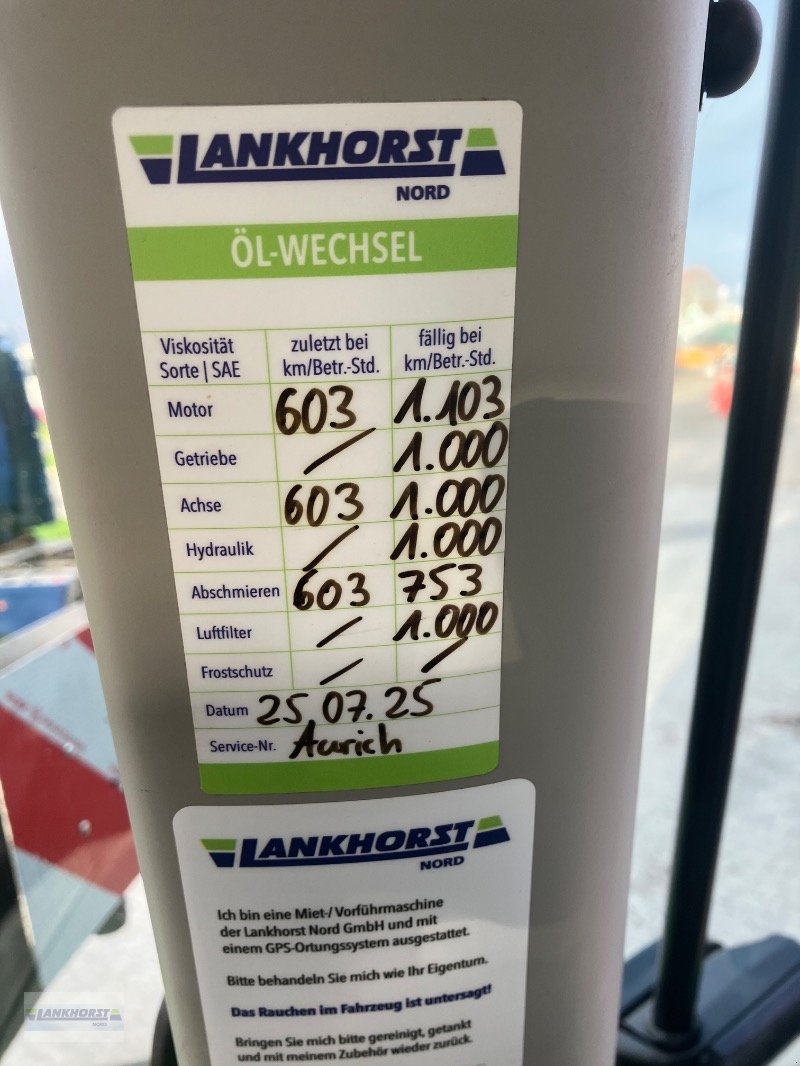 LANKHORST
NORD
ÖL-WECHSEL
Viskosität Sorte | SAE zuletzt bei km/Betr.-Std. fällig bei km/Betr.-Std.
Motor 603 1.103
Getriebe / 1.000
Achse 603 1.000
Hydraulik / 1.000
Abschmieren 603 753
Luftfilter / 1.000
Frostschutz / /
Datum 25.07.25
Service-Nr. Aurich
LANKHORST
NORD
Ich bin eine Miet-/ Vorführmaschine
der Lankhorst Nord GmbH und mit
einem GPS-Ortungssystem ausgestattet.
Bitte behandeln Sie mich wie Ihr Eigentum.
Das Rauchen im Fahrzeug ist untersagt!
Bringen Sie mich bitte gereinigt, getankt
und mit meinem Zubehör wieder zurück.
LANKHORST
NORD